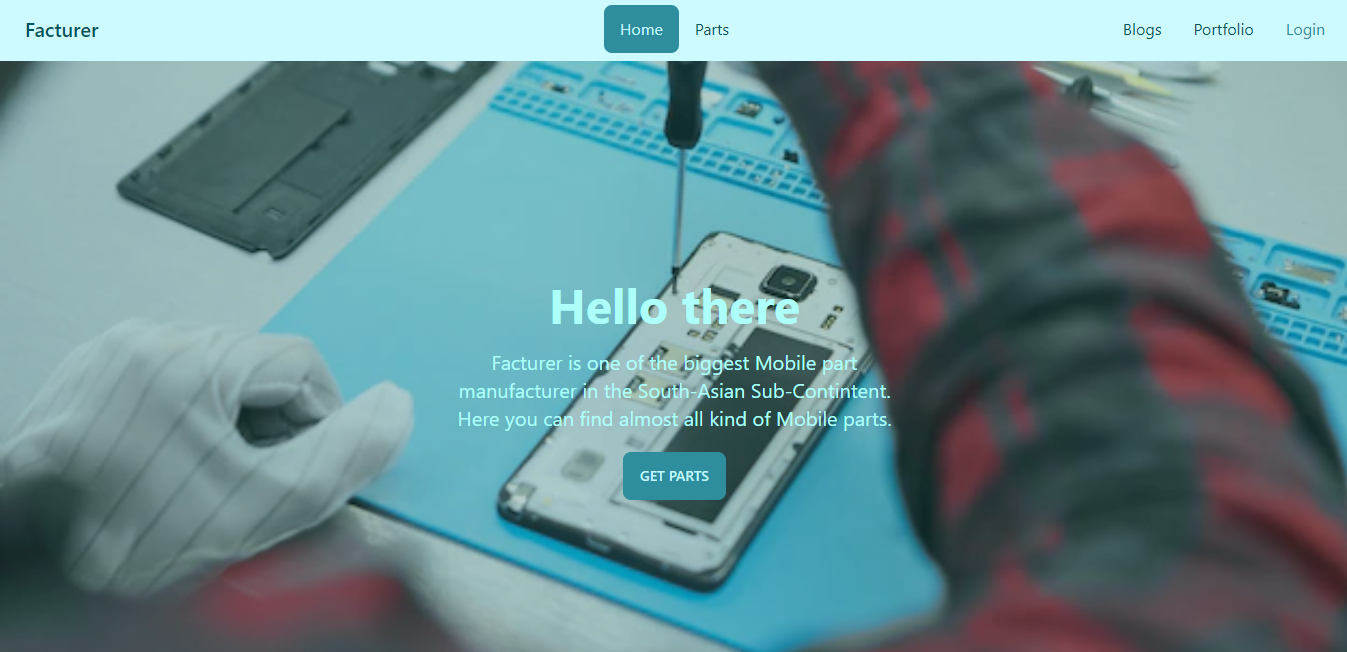 Facturer
Home
Parts
Blogs
Portfolio
Login
Hello there
Facturer is one of the biggest Mobile part
manufacturer in the South-Asian Sub-Contintent.
Here you can find almost all kind of Mobile parts.
GET PARTS